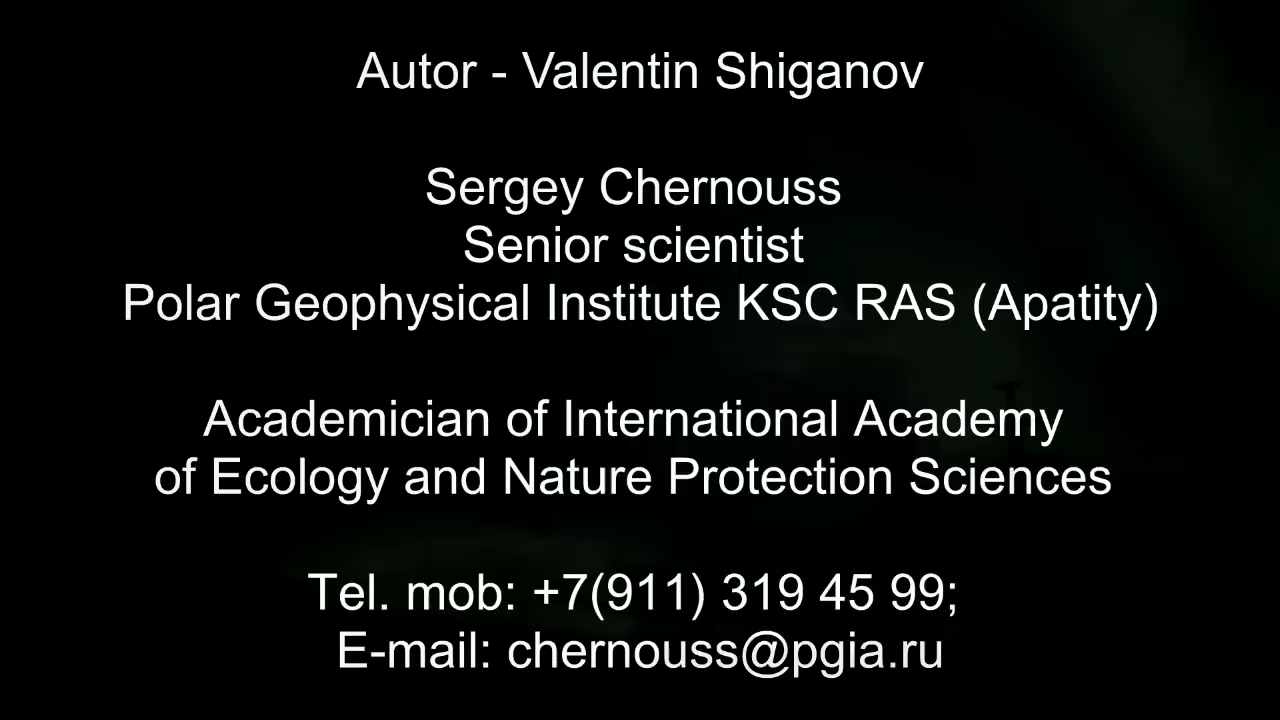 Autor - Valentin Shiganov
Sergey Chernouss
Senior scientist
Polar Geophysical Institute KSC RAS (Apatity)
Academician of International Academy
of Ecology and Nature Protection Sciences
Tel. mob: +7(911) 319 45 99;
E-mail: chernouss@pgia.ru